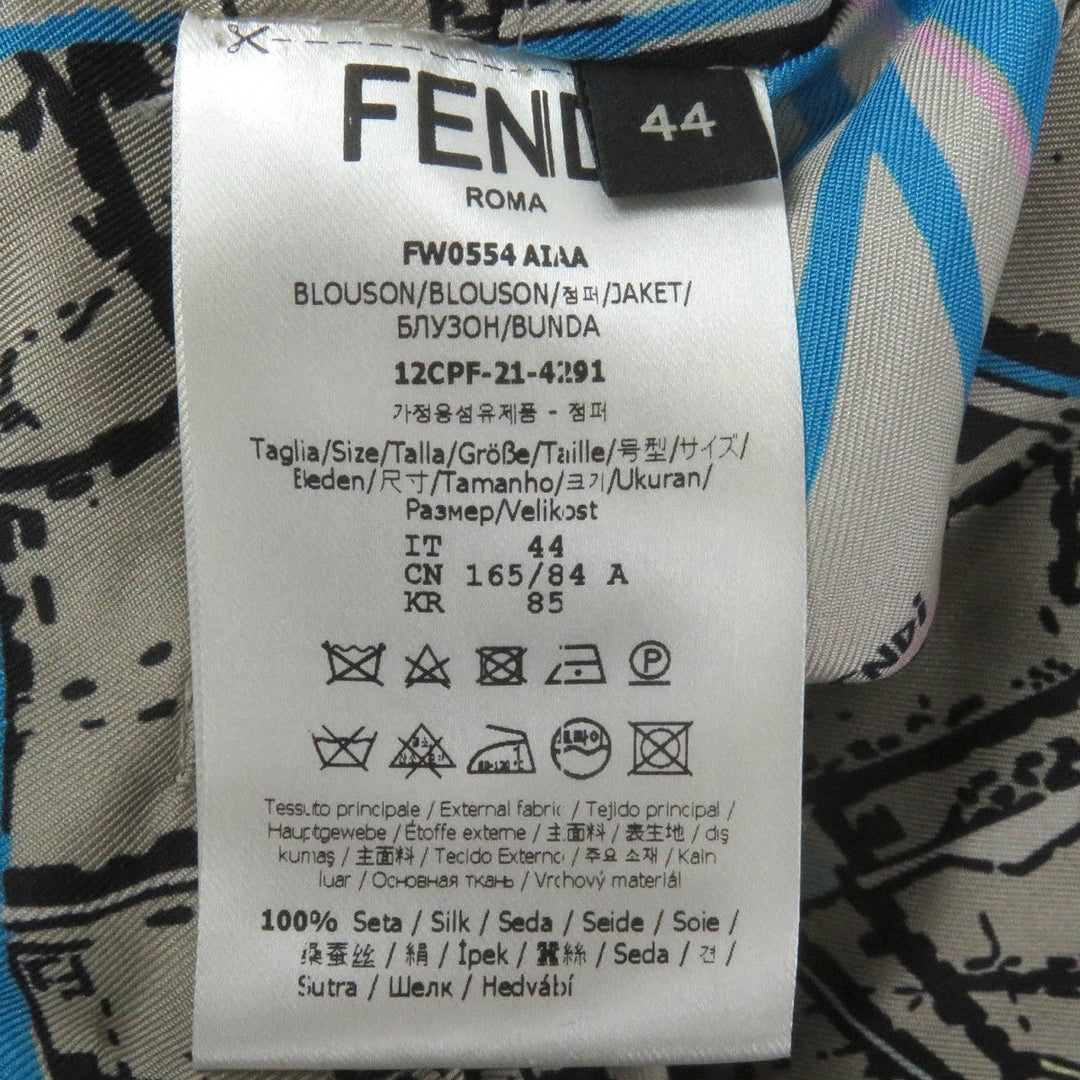 FEND
44
ROMA
FW0554 AIAA
BLOUSON/BLOUSON/점퍼/JAKET/
БЛУЗОН/BUNDA
12CPF-21-4291
가정용섬유제품 - 점퍼
Taglia/Size/Talla/Größe/Taille/号型/サイズ/
Beden/尺寸/Tamanho/크기/Ukuran/
Размер/Velikost
IT 44
CN 165/84 A
KR 85
P
Tessuto principale / External fabric / Tejido principal /
Hauptgewebe / Étoffe externe / 主面料 / 表生地 / dış
kumaş / 主面料 / Tecido Externo / 주요 소재 / Kain
luar / Основная ткань / Vrchový materiál
100% Seta / Silk / Seda / Seide / Soie /
桑蚕丝 / 絹 / İpek / 絲 / Seda / 견 /
Sutra / Шелк / Hedvábí